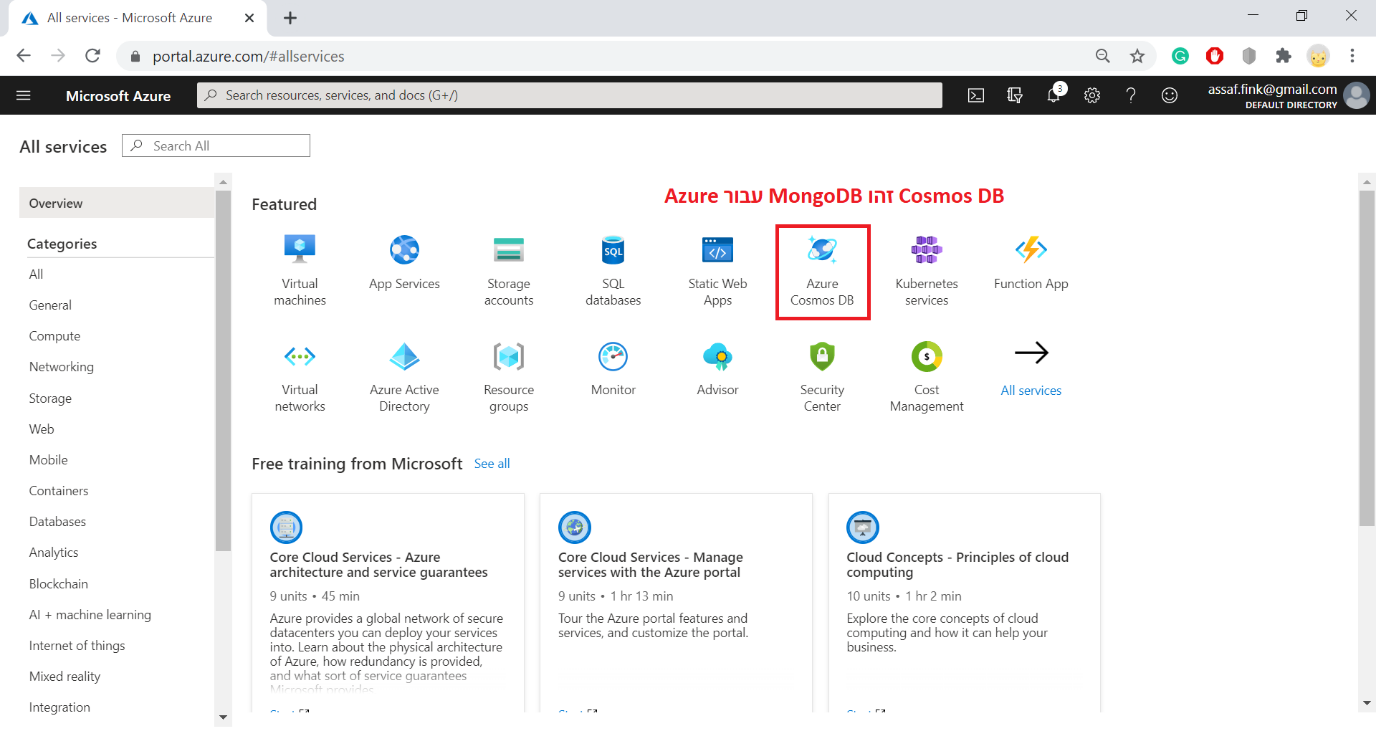 All services - Microsoft Azure
portal.azure.com/#allservices
Microsoft Azure
Search resources, services, and docs (G+/)
3
assaf.fink@gmail.com
DEFAULT DIRECTORY
All services
Search All
Overview
Categories
All
General
Compute
Networking
Storage
Web
Mobile
Containers
Databases
Analytics
Blockchain
AI + machine learning
Internet of things
Mixed reality
Integration
Featured
Cosmos DB זהו MongoDB עבור Azure
Virtual
machines
App Services
Storage
accounts
SQL
SQL
databases
Static Web
Apps
Azure
Cosmos DB
Kubernetes
services
Function App
Virtual
networks
Azure Active
Directory
Resource
groups
Monitor
Advisor
Security
Center
$
Cost
Management
All services
Free training from Microsoft See all
Core Cloud Services - Azure
architecture and service guarantees
9 units • 45 min
Azure provides a global network of secure
datacenters you can deploy your services
into. Learn about the physical architecture
of Azure, how redundancy is provided,
and what sort of service guarantees
Microsoft provides
Start
Core Cloud Services - Manage
services with the Azure portal
9 units • 1 hr 13 min
Tour the Azure portal features and
services, and customize the portal.
Start
Cloud Concepts - Principles of cloud
computing
10 units • 1 hr 2 min
Explore the core concepts of cloud
computing and how it can help your
business.
Start